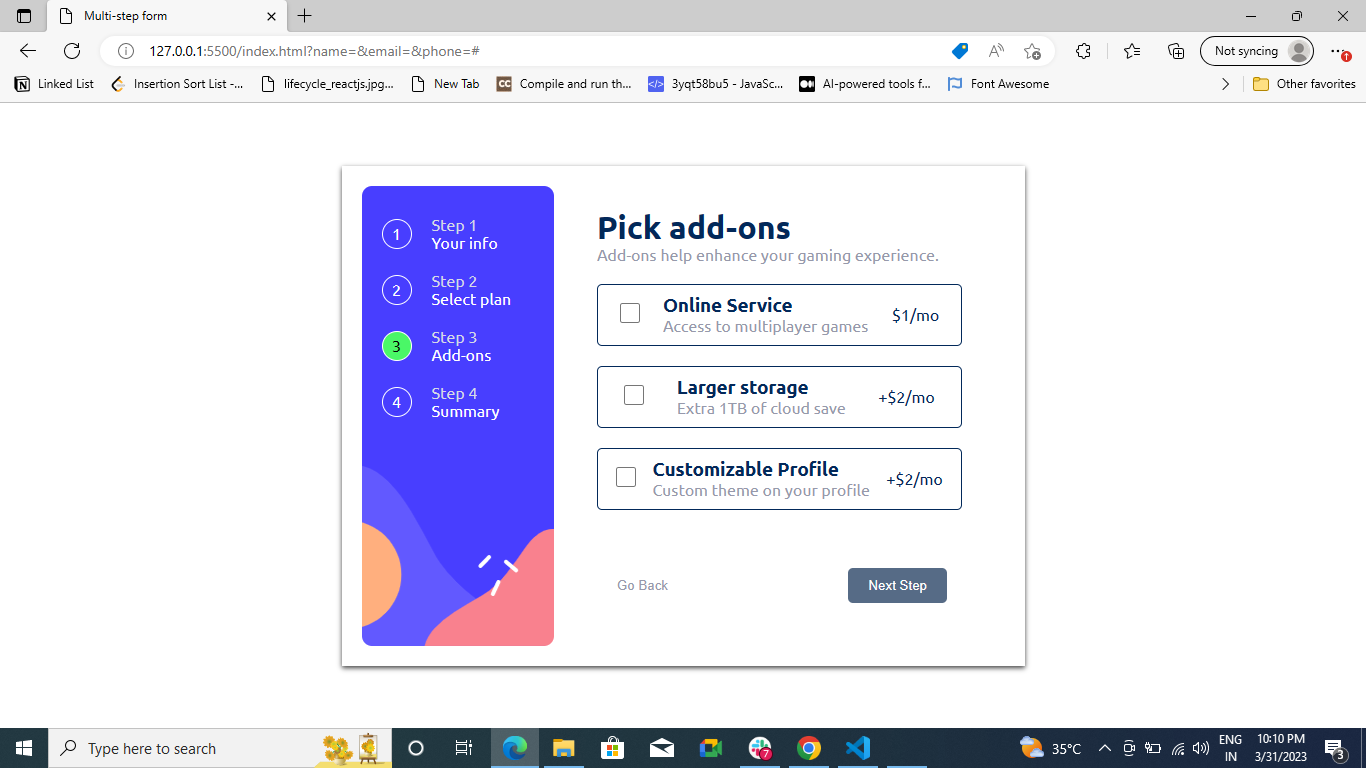 Multi-step form
127.0.0.1:5500/index.html?name=&email=&phone=#
Not syncing
Linked List
Insertion Sort List -...
lifecycle_reactjs.jpg...
New Tab
CC
Compile and run th...
</>
3yqt58bu5 - JavaSc...
AI-powered tools f...
Font Awesome
Other favorites
1
Step 1
Your info
2
Step 2
Select plan
3
Step 3
Add-ons
4
Step 4
Summary
Pick add-ons
Add-ons help enhance your gaming experience.
Online Service
Access to multiplayer games
$1/mo
Larger storage
Extra 1TB of cloud save
+$2/mo
Customizable Profile
Custom theme on your profile
+$2/mo
Go Back
Next Step
Type here to search
7
35°C
ENG
IN
10:10 PM
3/31/2023
3